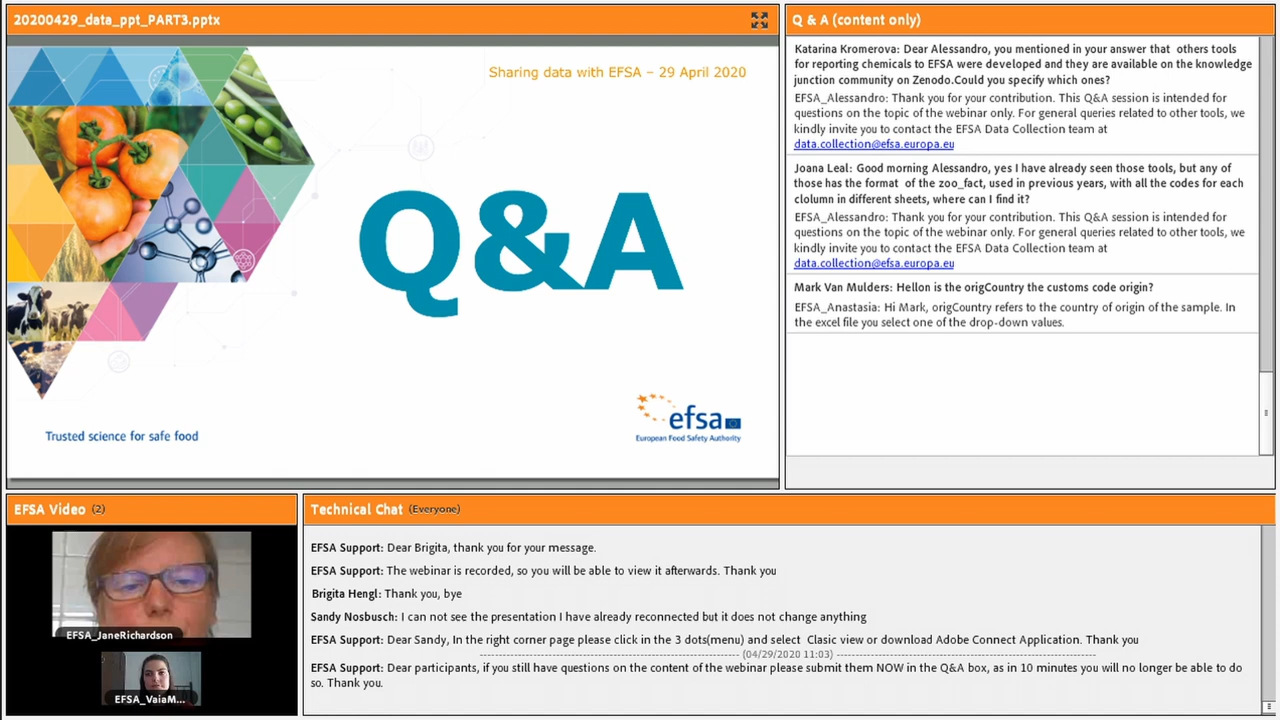 20200429_data_ppt_PART3.pptx
Sharing data with EFSA – 29 April 2020
Q&A
Trusted science for safe food
efsa
European Food Safety Authority
Q & A (content only)
Katarina Kromerova: Dear Alessandro, you mentioned in your answer that others tools
for reporting chemicals to EFSA were developed and they are available on the knowledge
junction community on Zenodo.Could you specify which ones?
EFSA_Alessandro: Thank you for your contribution. This Q&A session is intended for
questions on the topic of the webinar only. For general queries related to other tools, we
kindly invite you to contact the EFSA Data Collection team at
data.collection@efsa.europa.eu
Joana Leal: Good morning Alessandro, yes I have already seen those tools, but any of
those has the format of the zoo_fact, used in previous years, with all the codes for each
clolumn in different sheets, where can I find it?
EFSA_Alessandro: Thank you for your contribution. This Q&A session is intended for
questions on the topic of the webinar only. For general queries related to other tools, we
kindly invite you to contact the EFSA Data Collection team at
data.collection@efsa.europa.eu
Mark Van Mulders: Hellon is the origCountry the customs code origin?
EFSA_Anastasia: Hi Mark, origCountry refers to the country of origin of the sample. In
the excel file you select one of the drop-down values.
EFSA Video (2)
EFSA_JaneRichardson
EFSA_VaiaM...
Technical Chat (Everyone)
EFSA Support: Dear Brigita, thank you for your message.
EFSA Support: The webinar is recorded, so you will be able to view it afterwards. Thank you
Brigita Hengl: Thank you, bye
Sandy Nosbusch: I can not see the presentation I have already reconnected but it does not change anything
EFSA Support: Dear Sandy, In the right corner page please click in the 3 dots(menu) and select Clasic view or download Adobe Connect Application. Thank you
(04/29/2020 11:03)
EFSA Support: Dear participants, if you still have questions on the content of the webinar please submit them NOW in the Q&A box, as in 10 minutes you will no longer be able to do
so. Thank you.